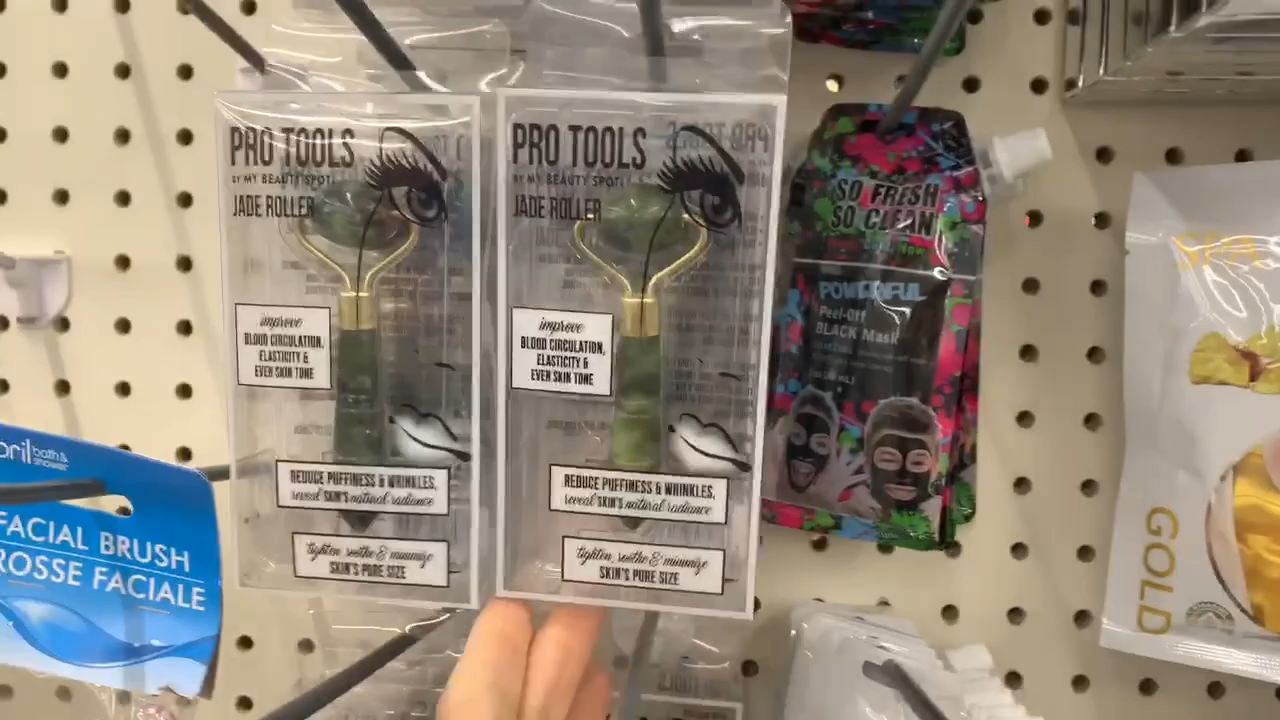 PRO TOOLS
BY MY BEAUTY SPOT
JADE ROLLER
improve
BLOOD CIRCULATION,
ELASTICITY &
EVEN SKIN TONE
REDUCE PUFFINESS & WRINKLES,
reveal SKIN'S natural radiance
tighten, soothe & minimize
SKIN'S PORE SIZE
PRO TOOLS
BY MY BEAUTY SPOT
JADE ROLLER
improve
BLOOD CIRCULATION,
ELASTICITY &
EVEN SKIN TONE
REDUCE PUFFINESS & WRINKLES,
reveal SKIN'S natural radiance
tighten, soothe & minimize
SKIN'S PORE SIZE
SO FRESH
SO CLEAN
POWERFUL
Peel-Off
BLACK Mask
bath &
shower
FACIAL BRUSH
ROSSE FACIALE
SPA
GOLD